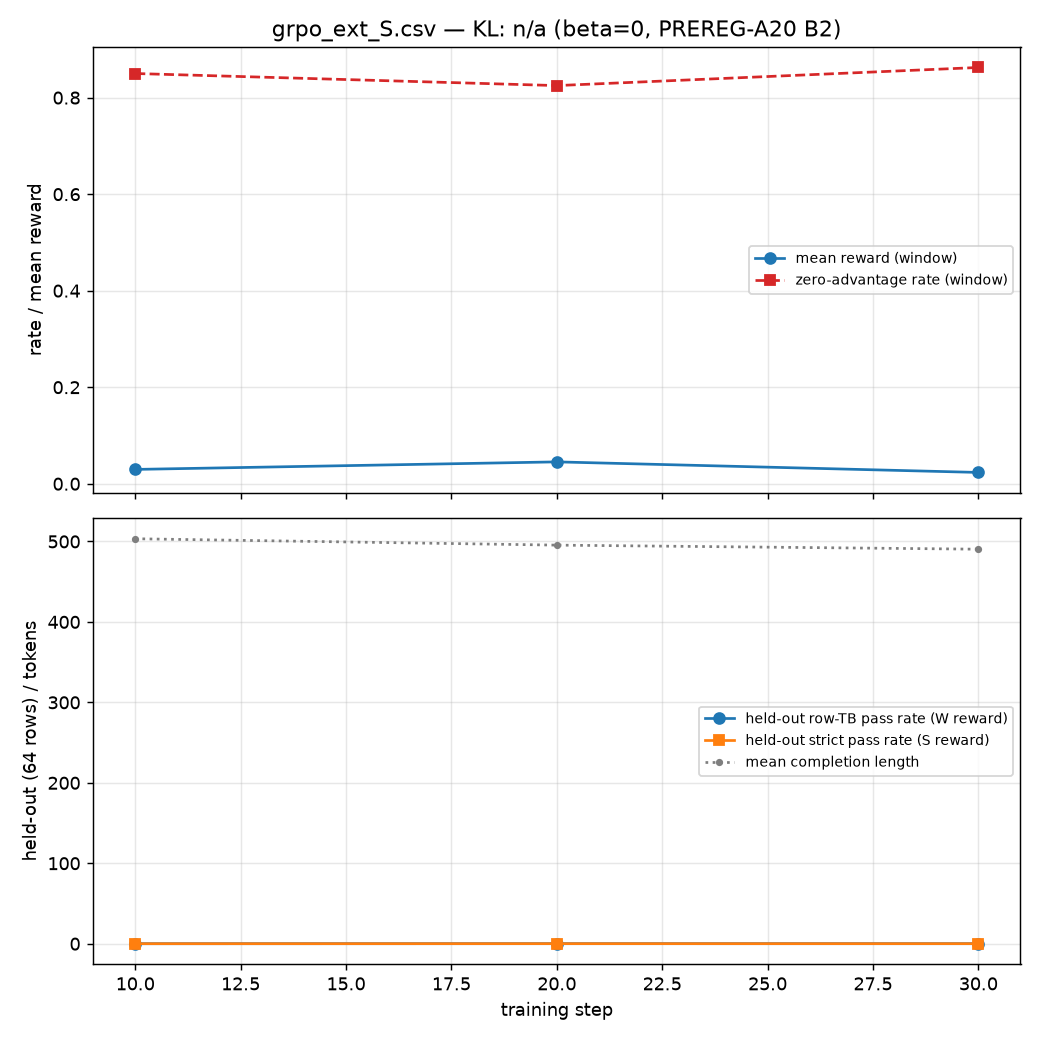 grpo_ext_S.csv — KL: n/a (beta=0, PREREG-A20 B2)
rate / mean reward
0.8
0.6
0.4
0.2
0.0
mean reward (window)
zero-advantage rate (window)
held-out (64 rows) / tokens
500
400
300
200
100
0
held-out row-TB pass rate (W reward)
held-out strict pass rate (S reward)
mean completion length
10.0 12.5 15.0 17.5 20.0 22.5 25.0 27.5 30.0
training step